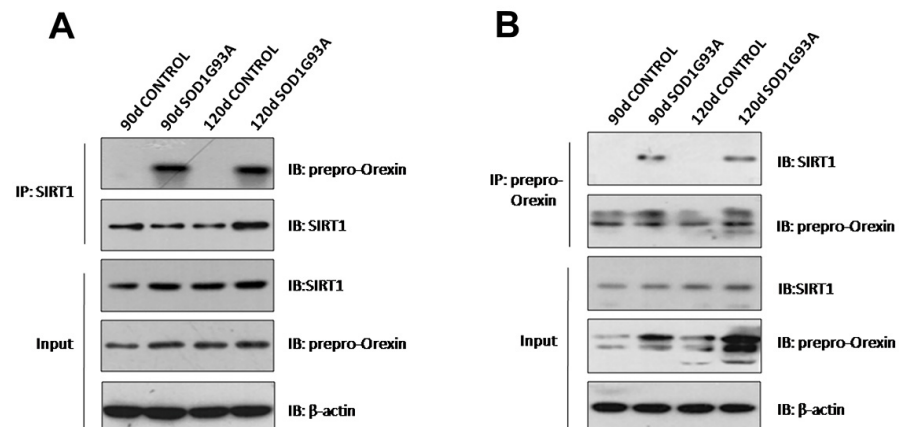 A
90d CONTROL
90d SOD1G93A
120d CONTROL
120d SOD1G93A
IP: SIRT1
IB: prepro-Orexin
IB: SIRT1
Input
IB:SIRT1
IB: prepro-Orexin
IB: β-actin
B
90d CONTROL
90d SOD1G93A
120d CONTROL
120d SOD1G93A
IP: prepro-
Orexin
IB: SIRT1
IB: prepro-Orexin
Input
IB:SIRT1
IB: prepro-Orexin
IB: β-actin